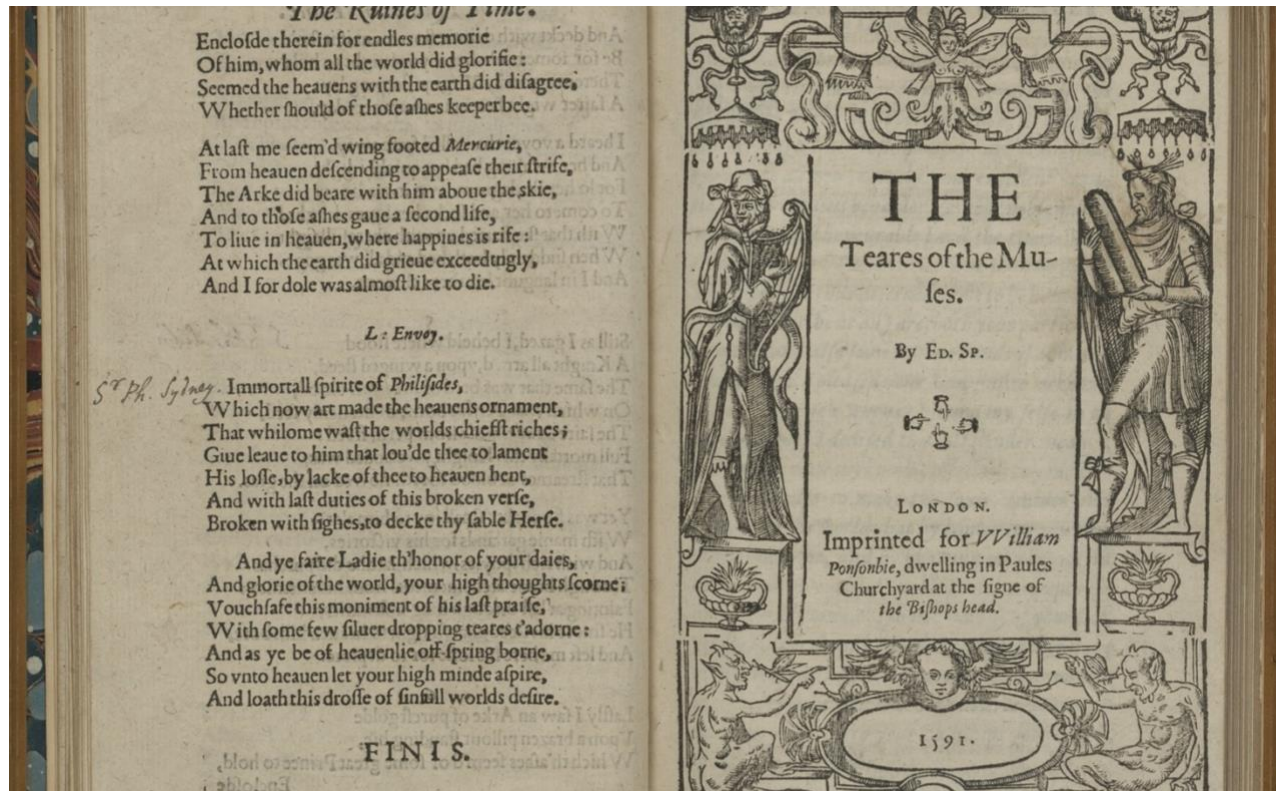 The Ruines of Time.
Encloſde therein for endles memorie
Of him, whom all the world did glorifie:
Seemed the heauens with the earth did diſagree,
Whether ſhould of thoſe aſhes keeper bee.
At laſt me ſeem'd wing footed Mercurie,
From heauen deſcending to appeaſe their ſtrife,
The Arke did beare with him aboue the skie,
And to thoſe aſhes gaue a ſecond life,
To liue in heauen, where happines is rife:
At which the earth did grieue exceedingly,
And I for dole was almoſt like to die.
L: Envoy.
Sr Ph. Sydney. Immortall ſpirite of Philiſides,
Which now art made the heauens ornament,
That whilome waſt the worlds chiefſt riches;
Giue leaue to him that lou'de thee to lament
His loſſe, by lacke of thee to heauen hent,
And with laſt duties of this broken verſe,
Broken with ſighes, to decke thy ſable Herſe.
And ye faire Ladie th'honor of your daies,
And glorie of the world, your high thoughts ſcorne;
Vouchſafe this moniment of his laſt praiſe,
With ſome few ſiluer dropping teares t'adorne:
And as ye be of heauenlie off-ſpring borne,
So vnto heauen let your high minde aſpire,
And loath this droſſe of ſinfull worlds deſire.
FINIS.
THE
Teares of the Mu-
ſes.
By ED. SP.
LONDON.
Imprinted for VVilliam
Ponſonbie, dwelling in Paules
Churchyard at the ſigne of
the Biſhops head.
1591.